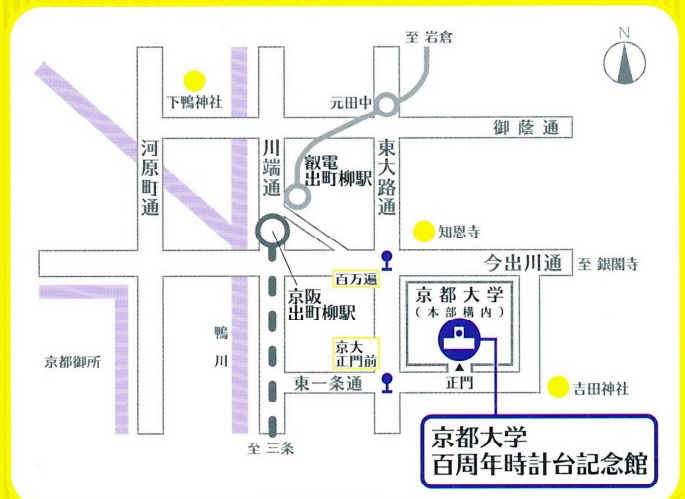 至 岩倉
N
下鴨神社
元田中
御蔭通
河原町通
川端通
叡電
出町柳駅
東大路通
知恩寺
今出川通
至 銀閣寺
百万遍
京阪
出町柳駅
京都大学
(本部構内)
鴨川
京都御所
京大
正門前
東一条通
正門
吉田神社
至 三条
京都大学
百周年時計台記念館